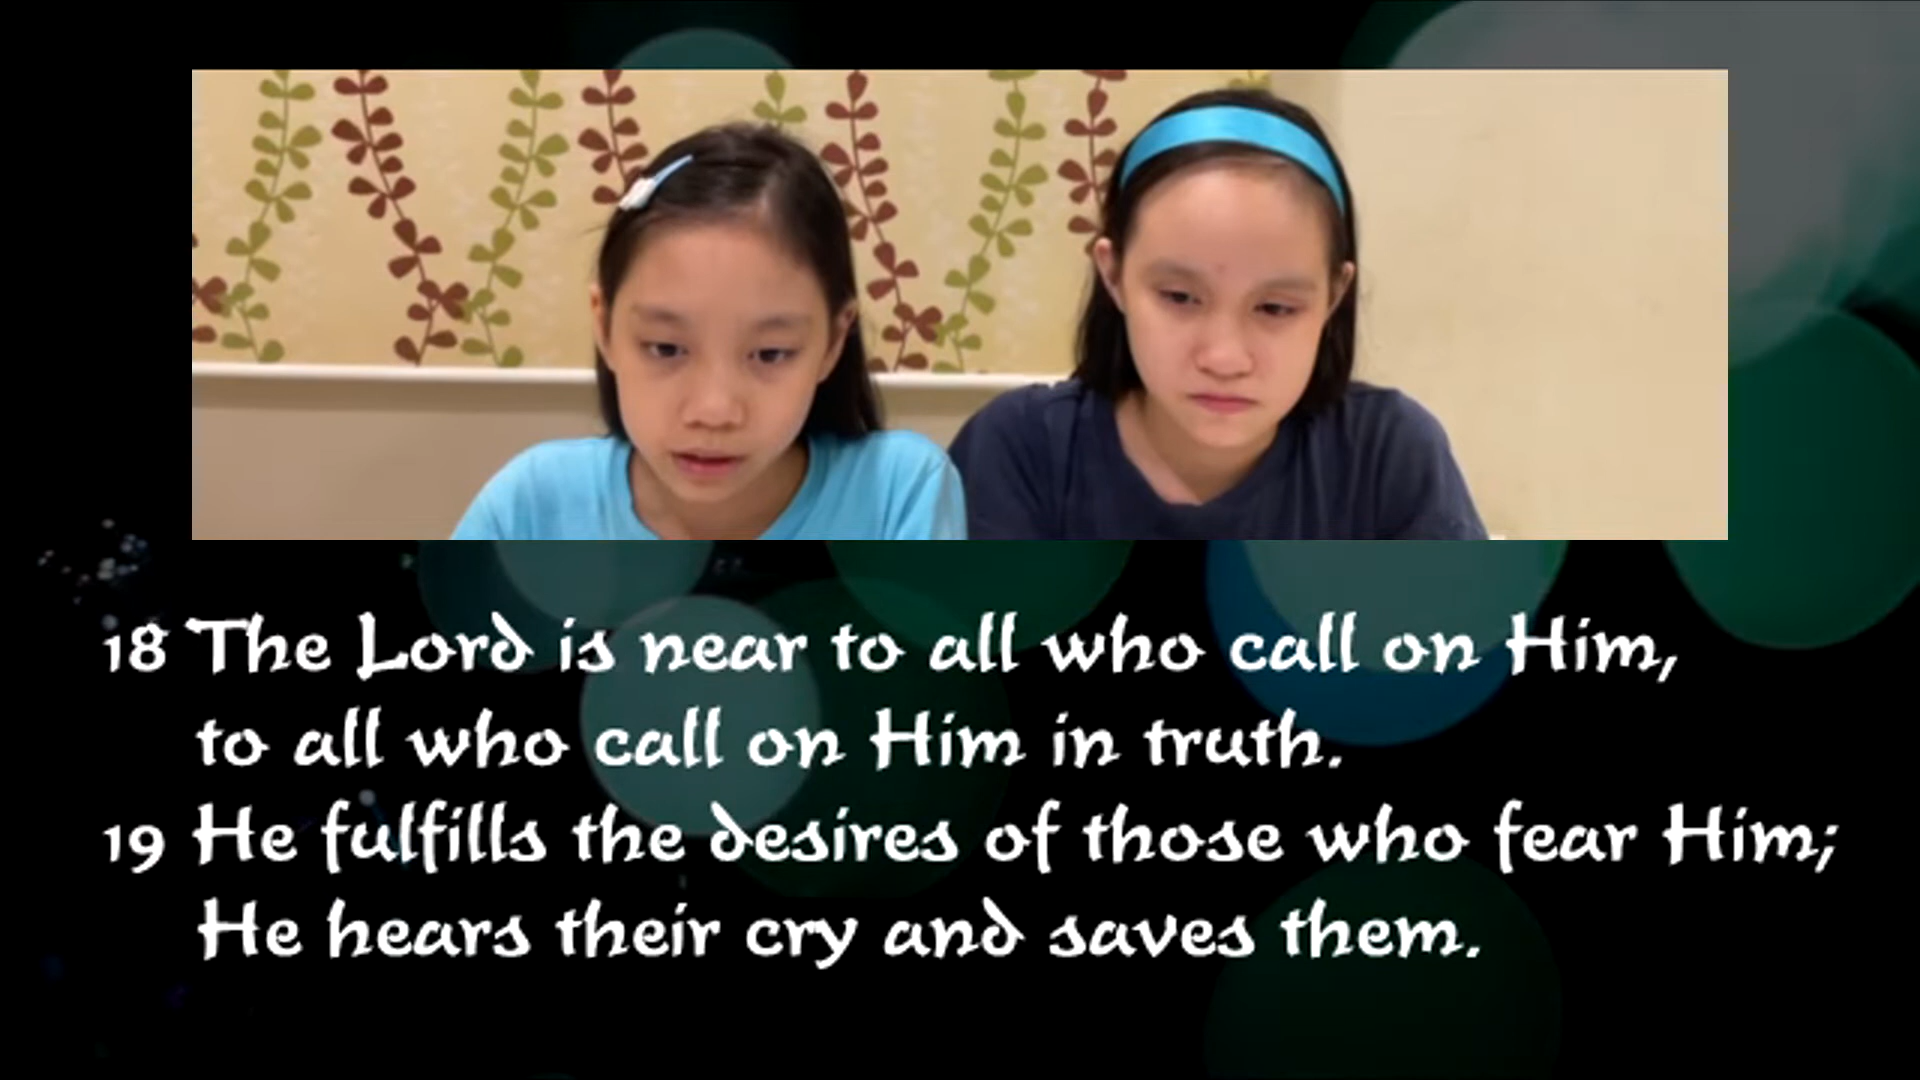 18 The Lord is near to all who call on Him,
to all who call on Him in truth.
19 He fulfills the desires of those who fear Him;
He hears their cry and saves them.